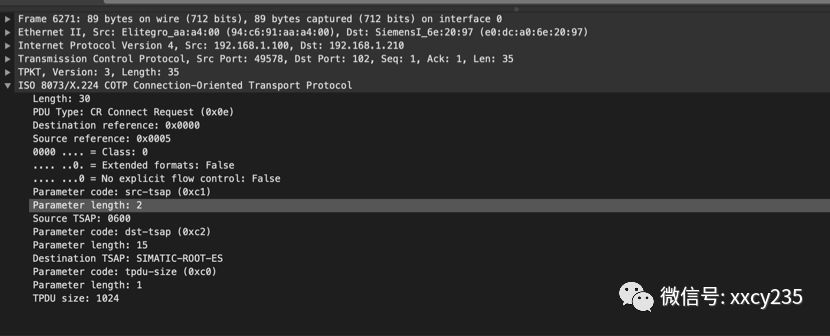 Frame 6271: 89 bytes on wire (712 bits), 89 bytes captured (712 bits) on interface 0
Ethernet II, Src: Elitegro_aa:a4:00 (94:c6:91:aa:a4:00), Dst: SiemensI_6e:20:97 (e0:dc:a0:6e:20:97)
Internet Protocol Version 4, Src: 192.168.1.100, Dst: 192.168.1.210
Transmission Control Protocol, Src Port: 49578, Dst Port: 102, Seq: 1, Ack: 1, Len: 35
TPKT, Version: 3, Length: 35
ISO 8073/X.224 COTP Connection-Oriented Transport Protocol
Length: 30
PDU Type: CR Connect Request (0x0e)
Destination reference: 0x0000
Source reference: 0x0005
0000 .... = Class: 0
.... ..0. = Extended formats: False
.... ...0 = No explicit flow control: False
Parameter code: src-tsap (0xc1)
Parameter length: 2
Source TSAP: 0600
Parameter code: dst-tsap (0xc2)
Parameter length: 15
Destination TSAP: SIMATIC-ROOT-ES
Parameter code: tpdu-size (0xc0)
Parameter length: 1
TPDU size: 1024
微信号: xxcy235